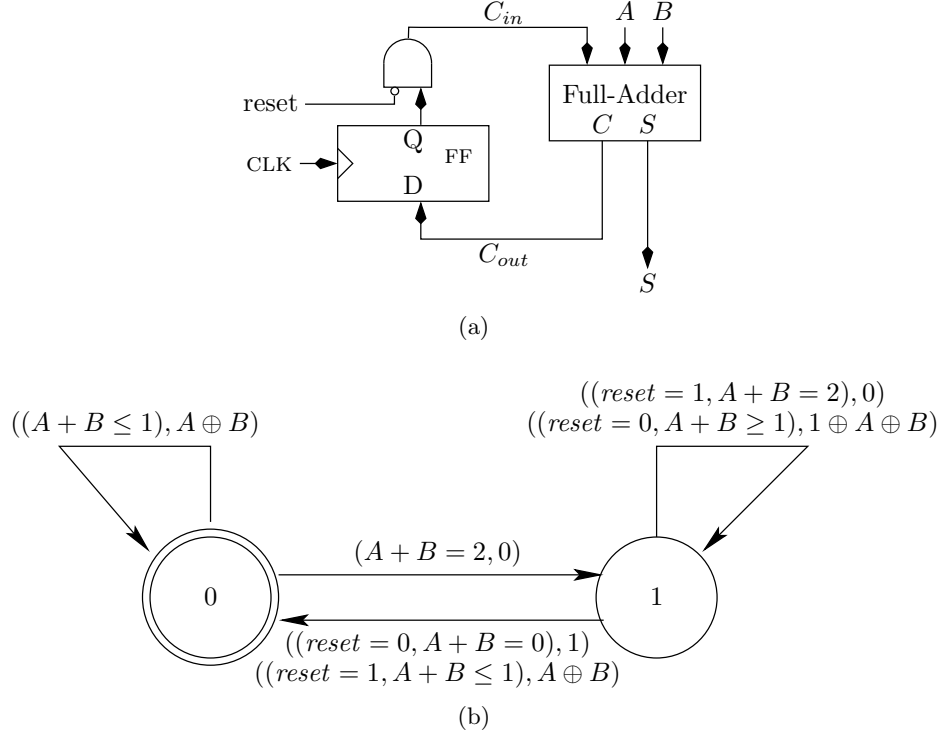 C_{in} A B
reset
Full-Adder
C S
Q
FF
CLK
D
C_{out}
S
(a)
((reset = 1, A + B = 2), 0)
((A + B ≤ 1), A ⊕ B)
((reset = 0, A + B ≥ 1), 1 ⊕ A ⊕ B)
(A + B = 2, 0)
0
1
((reset = 0, A + B = 0), 1)
((reset = 1, A + B ≤ 1), A ⊕ B)
(b)